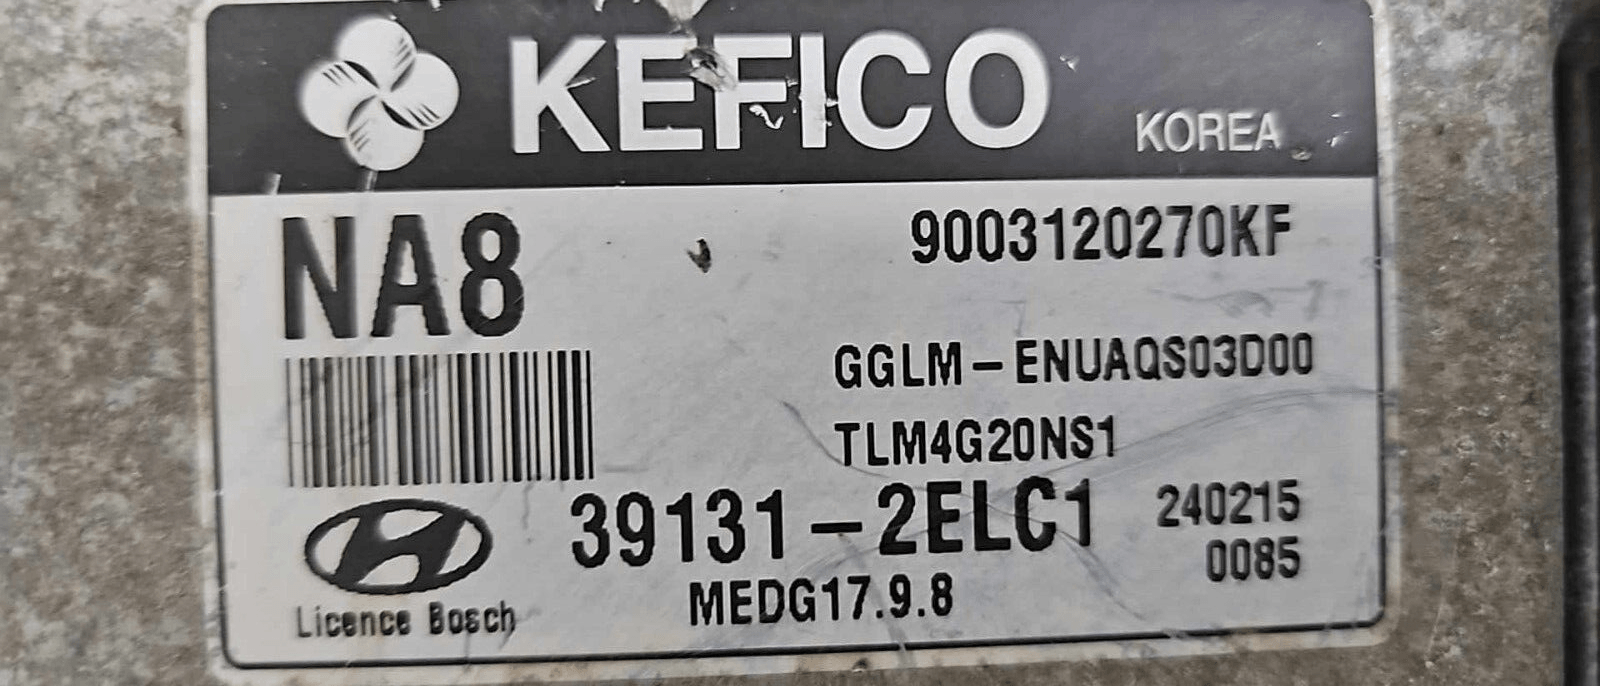 KEFICO KOREA
NA8 9003120270KF
GGLM-ENUAQS03D00
TLM4G20NS1
39131-2ELC1 240215
0085
MEDG17.9.8
Licence Bosch